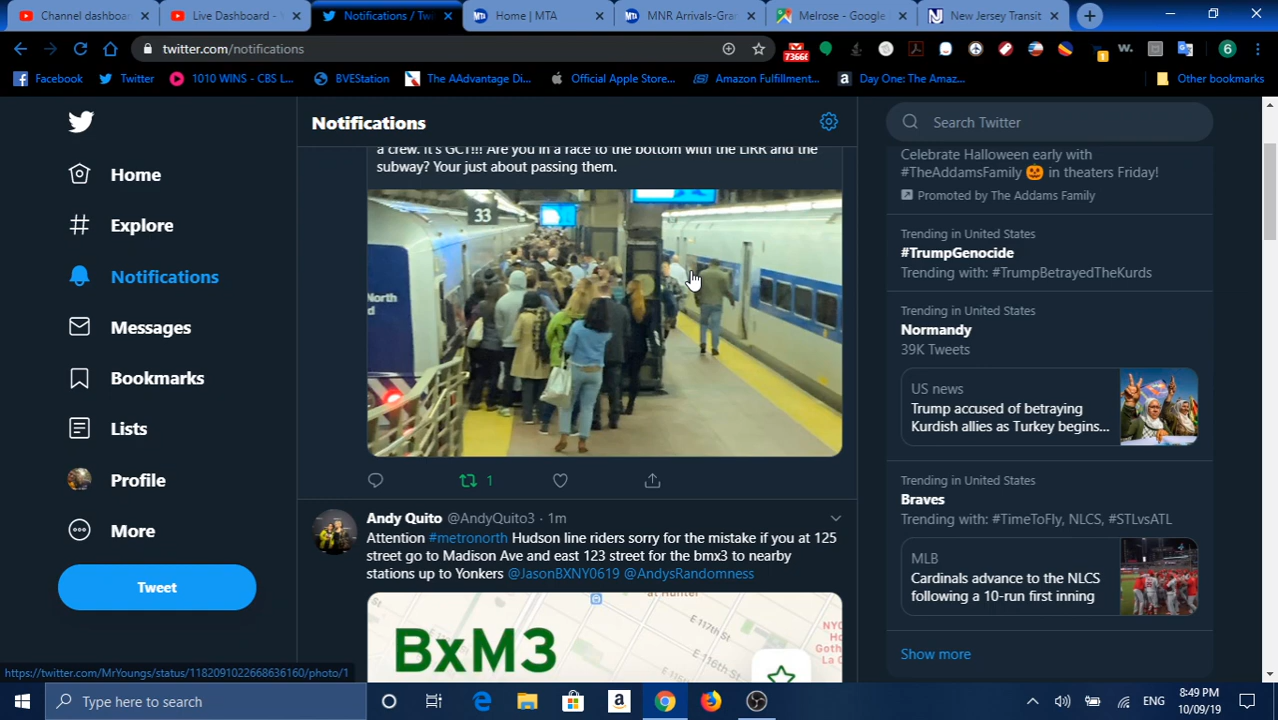 Channel dashboar
Live Dashboard - Y
Notifications / Tw
Home | MTA
MNR Arrivals-Gra
Melrose - Google
New Jersey Transit
twitter.com/notifications
73666
6
Facebook
Twitter
1010 WINS - CBS L...
BVEStation
The AAdvantage Di...
Official Apple Store...
Amazon Fulfillment...
Day One: The Amaz...
Other bookmarks
Home
Explore
Notifications
Messages
Bookmarks
Lists
Profile
More
Tweet
Notifications
a crew. It's GCT!!! Are you in a race to the bottom with the LIRR and the
subway? Your just about passing them.
33
North
1
Andy Quito @AndyQuito3 · 1m
Attention #metronorth Hudson line riders sorry for the mistake if you at 125
street go to Madison Ave and east 123 street for the bmx3 to nearby
stations up to Yonkers @JasonBXNY0619 @AndysRandomness
BxM3
E 117th St
E 116th St
Search Twitter
Celebrate Halloween early with
#TheAddamsFamily 🎃 in theaters Friday!
Promoted by The Addams Family
Trending in United States
#TrumpGenocide
Trending with: #TrumpBetrayedTheKurds
Trending in United States
Normandy
39K Tweets
US news
Trump accused of betraying
Kurdish allies as Turkey begins...
Trending in United States
Braves
Trending with: #TimeToFly, NLCS, #STLvsATL
MLB
Cardinals advance to the NLCS
following a 10-run first inning
Show more
https://twitter.com/MrYoungs/status/1182091022668636160/photo/1
Type here to search
ENG
8:49 PM
10/09/19